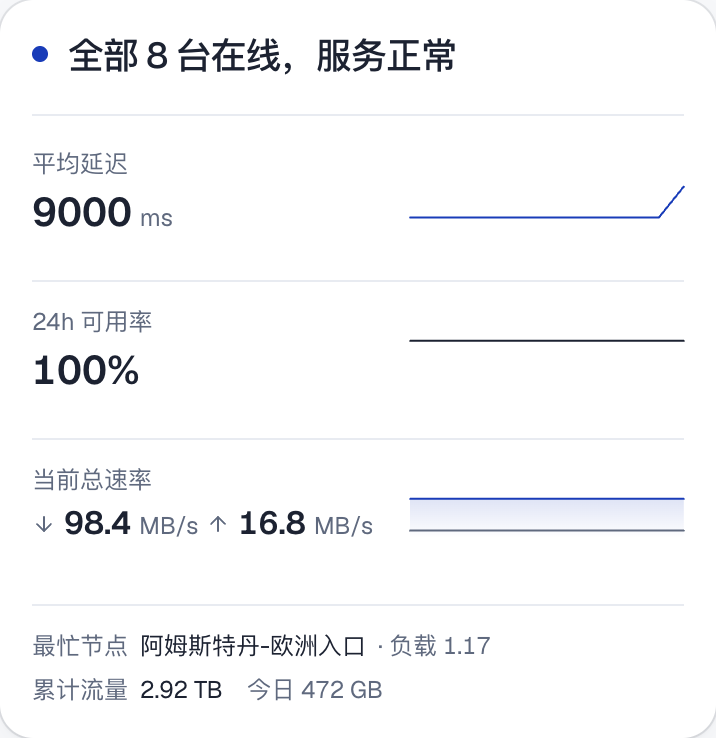 全部 8 台在线，服务正常
平均延迟
9000 ms
24h 可用率
100%
当前总速率
↓ 98.4 MB/s ↑ 16.8 MB/s
最忙节点 阿姆斯特丹-欧洲入口 · 负载 1.17
累计流量 2.92 TB 今日 472 GB